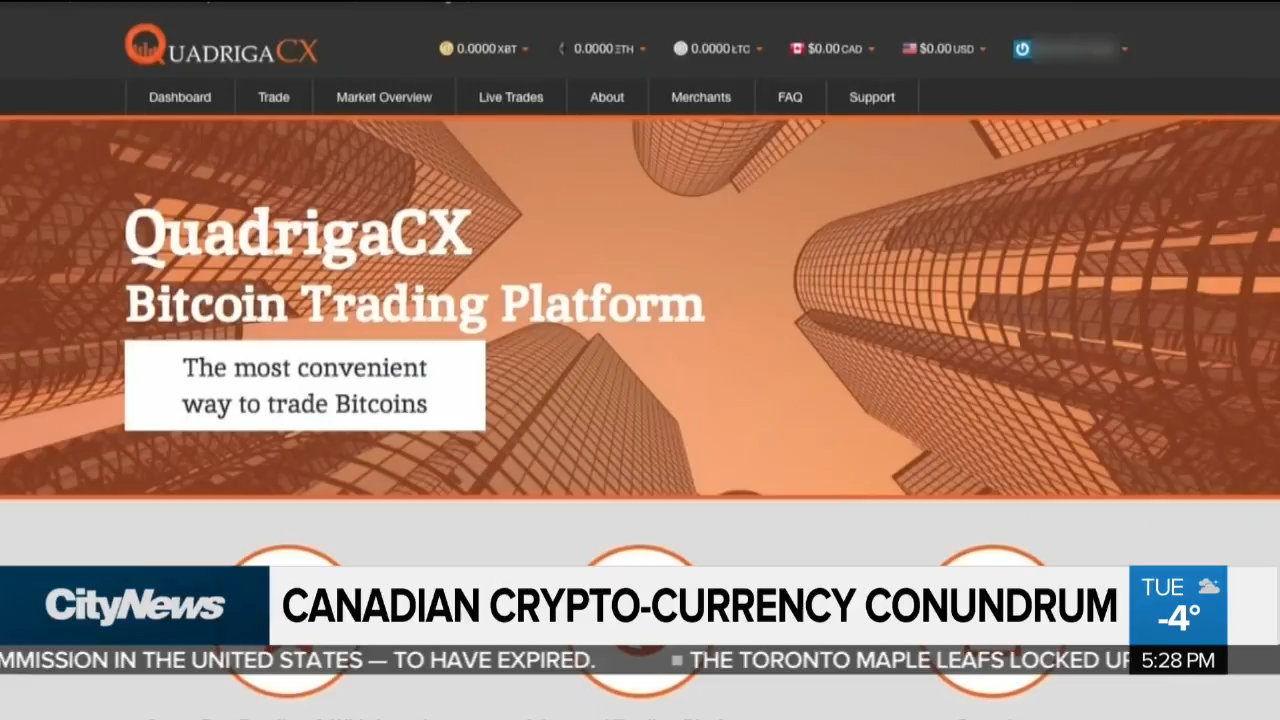 QUADRIGACX
0.0000 XBT
0.0000 ETH
0.0000 LTC
$0.00 CAD
$0.00 USD
Dashboard
Trade
Market Overview
Live Trades
About
Merchants
FAQ
Support
QuadrigaCX
Bitcoin Trading Platform
The most convenient
way to trade Bitcoins
CityNews
CANADIAN CRYPTO-CURRENCY CONUNDRUM
TUE
-4°
MMISSION IN THE UNITED STATES — TO HAVE EXPIRED. ■ THE TORONTO MAPLE LEAFS LOCKED UP
5:28 PM